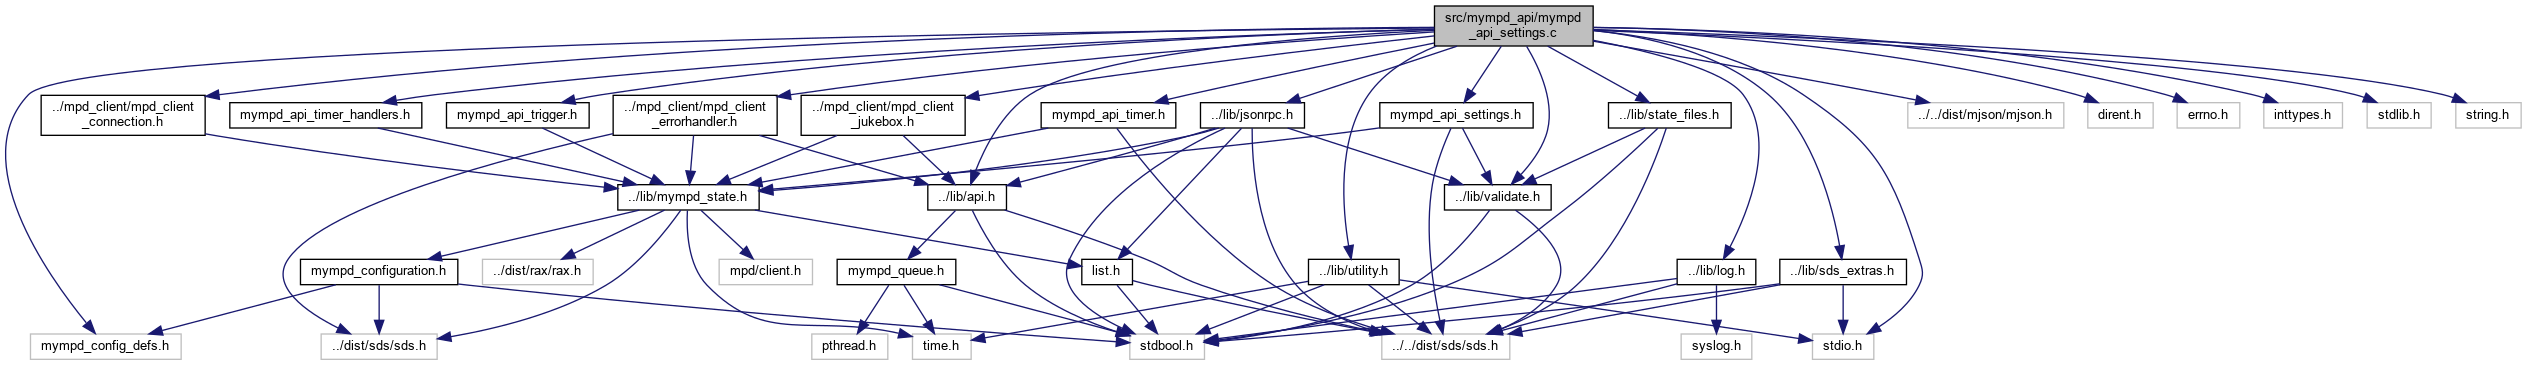 src/mympd_api/mympd
_api_settings.c
../mpd_client/mpd_client
_connection.h
mympd_api_timer_handlers.h
mympd_api_trigger.h
../mpd_client/mpd_client
_errorhandler.h
../mpd_client/mpd_client
_jukebox.h
mympd_api_timer.h
../lib/jsonrpc.h
mympd_api_settings.h
../lib/state_files.h
../../dist/mjson/mjson.h
dirent.h
errno.h
inttypes.h
stdlib.h
string.h
../lib/mympd_state.h
../lib/api.h
../lib/validate.h
mympd_configuration.h
../dist/rax/rax.h
mpd/client.h
mympd_queue.h
list.h
../lib/utility.h
../lib/log.h
../lib/sds_extras.h
mympd_config_defs.h
../dist/sds/sds.h
pthread.h
time.h
stdbool.h
../../dist/sds/sds.h
syslog.h
stdio.h